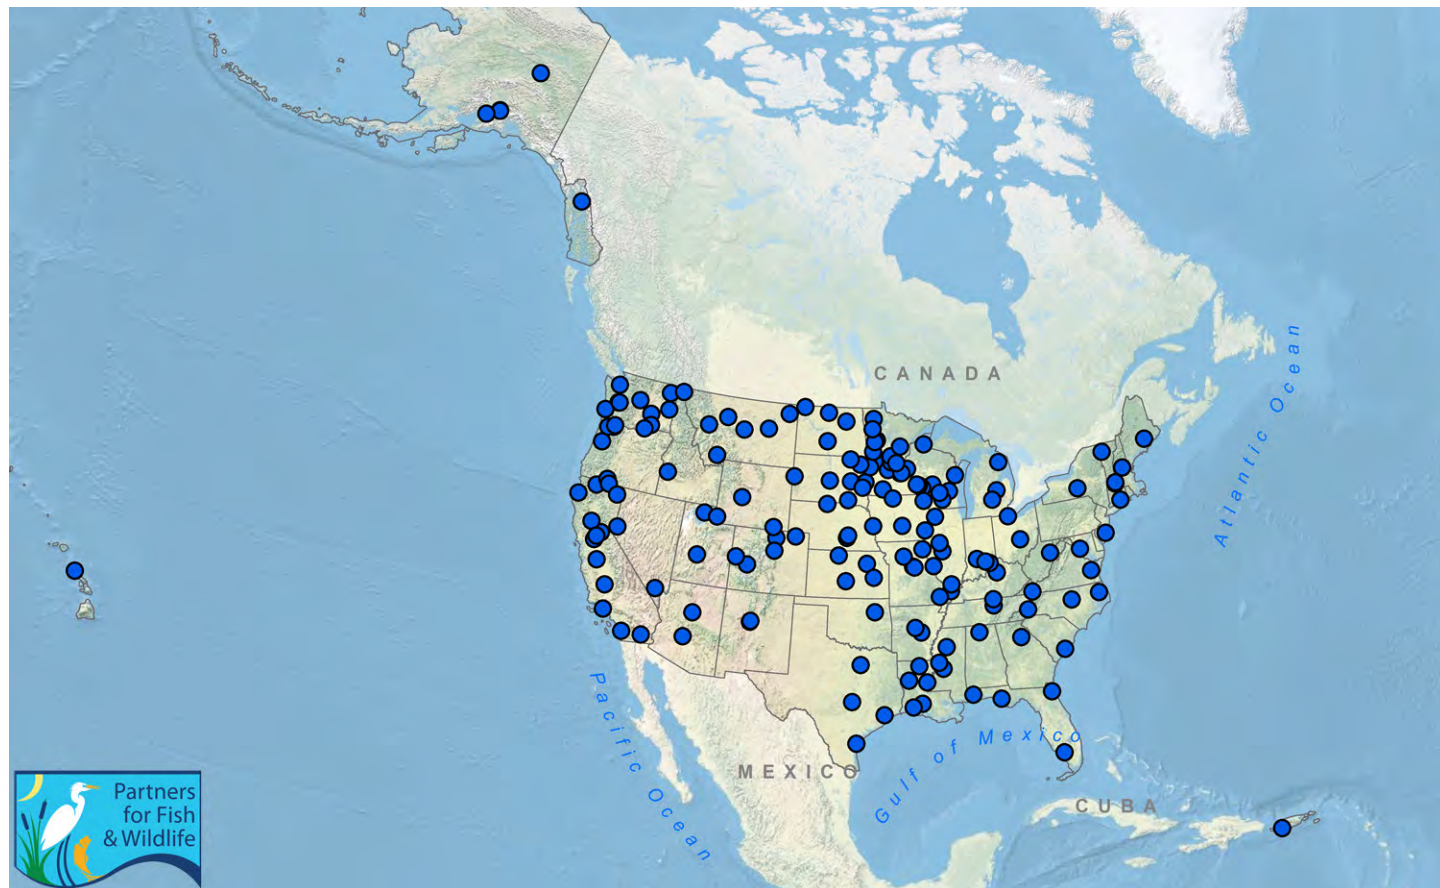 CANADA
Atlantic Ocean
Pacific Ocean
Gulf of Mexico
MEXICO
CUBA
Partners
for Fish
& Wildlife